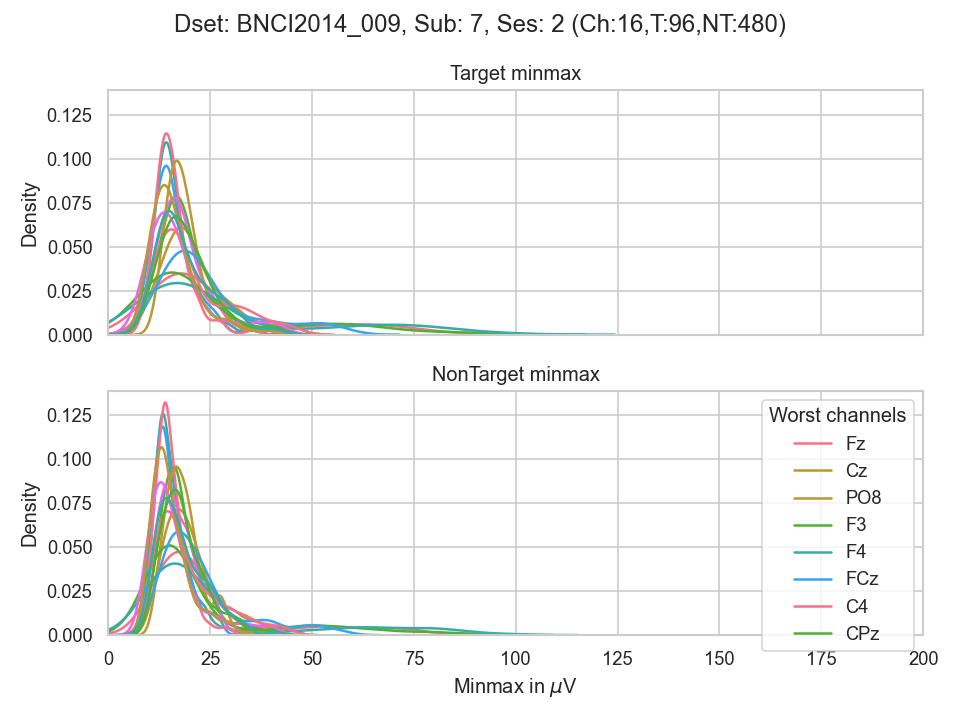 Dset: BNCI2014_009, Sub: 7, Ses: 2 (Ch:16,T:96,NT:480)
Target minmax
0.125
0.100
0.075
0.050
0.025
0.000
Density
NonTarget minmax
0.125
0.100
0.075
0.050
0.025
0.000
Density
Worst channels
Fz
Cz
PO8
F3
F4
FCz
C4
CPz
0 25 50 75 100 125 150 175 200
Minmax in μV